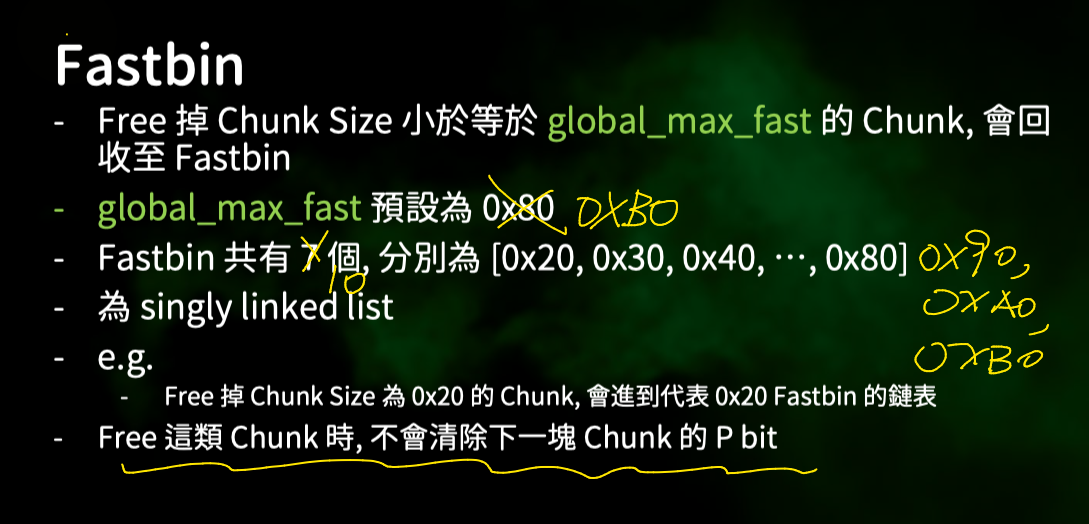 Fastbin
- Free 掉 Chunk Size 小於等於 global_max_fast 的 Chunk, 會回
收至 Fastbin
- global_max_fast 預設為 0x80 0XB0
- Fastbin 共有 7 個, 分別為 [0x20, 0x30, 0x40, ⋯, 0x80] 0X90,
10
- 為 singly linked list 0XA0,
- e.g. 0XB0
- Free 掉 Chunk Size 為 0x20 的 Chunk, 會進到代表 0x20 Fastbin 的鏈表
- Free 這類 Chunk 時, 不會清除下一塊 Chunk 的 P bit